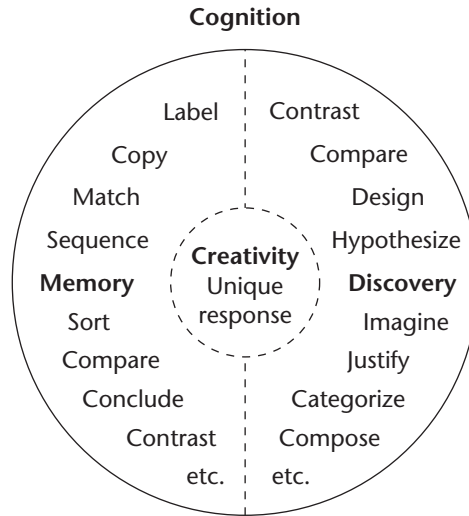 Cognition
Label
Copy
Match
Sequence
Memory
Sort
Compare
Conclude
Contrast
etc.
Creativity
Unique
response
Contrast
Compare
Design
Hypothesize
Discovery
Imagine
Justify
Categorize
Compose
etc.